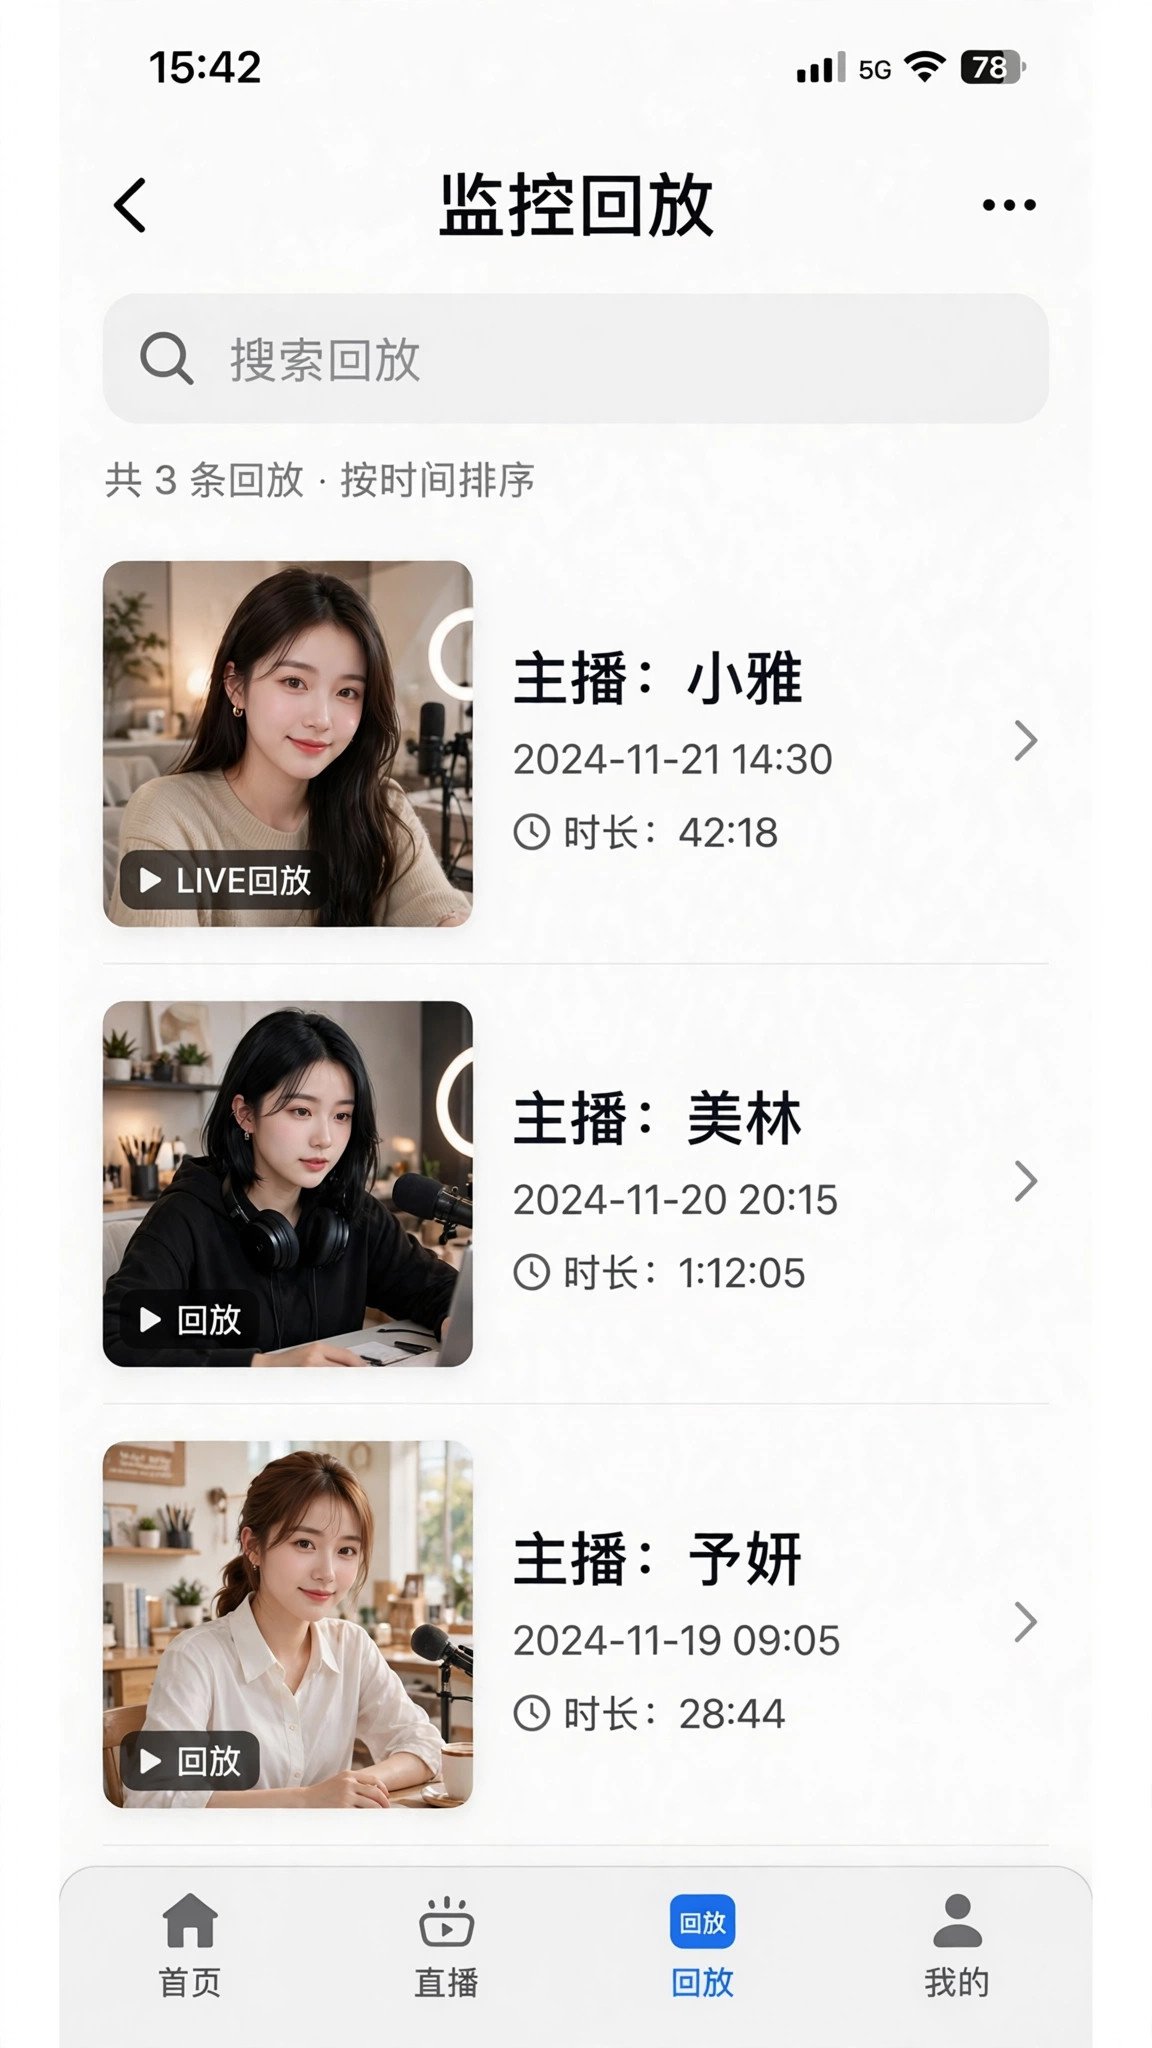 15:42
5G 78
监控回放
搜索回放
共 3 条回放 · 按时间排序
主播：小雅
2024-11-21 14:30
时长：42:18
LIVE回放
主播：美林
2024-11-20 20:15
时长：1:12:05
回放
主播：予妍
2024-11-19 09:05
时长：28:44
回放
回放
首页 直播 回放 我的